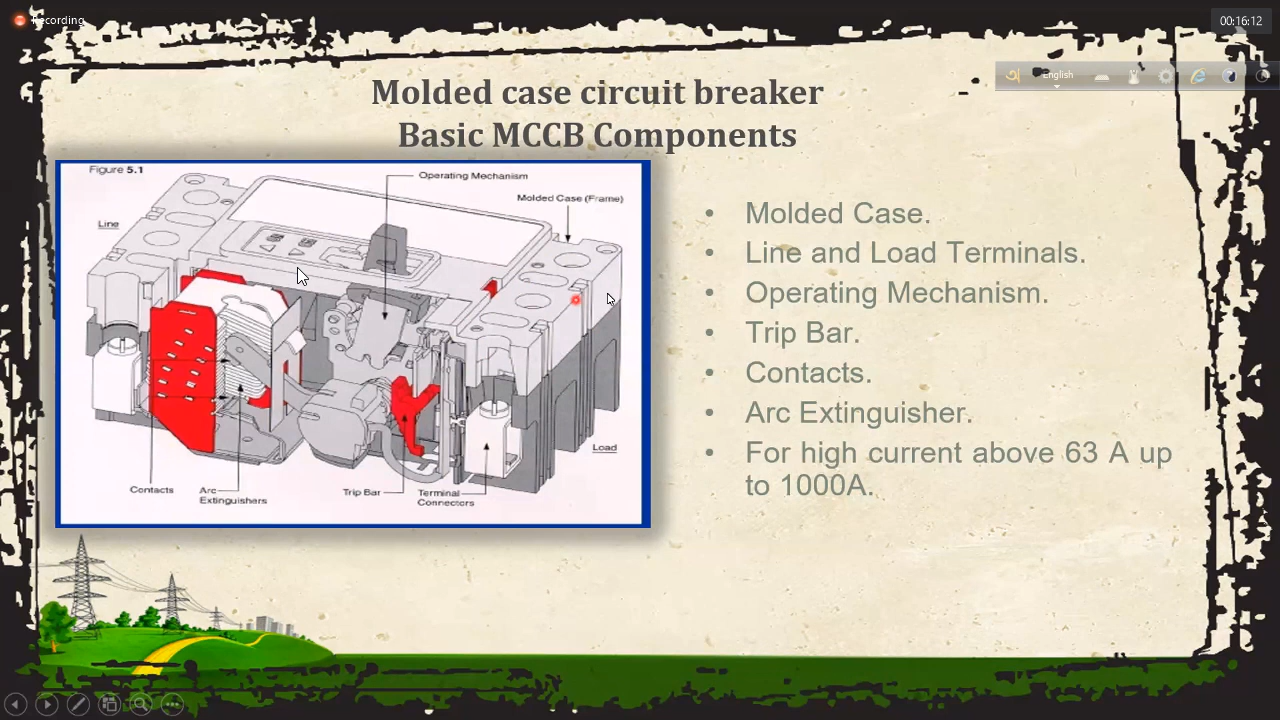 Recording
00:16:12
English
Molded case circuit breaker
Basic MCCB Components
Figure 5.1
Operating Mechanism
Molded Case (Frame)
Line
Load
Contacts
Arc
Extinguishers
Trip Bar
Terminal
Connectors
• Molded Case.
• Line and Load Terminals.
• Operating Mechanism.
• Trip Bar.
• Contacts.
• Arc Extinguisher.
• For high current above 63 A up
to 1000A.